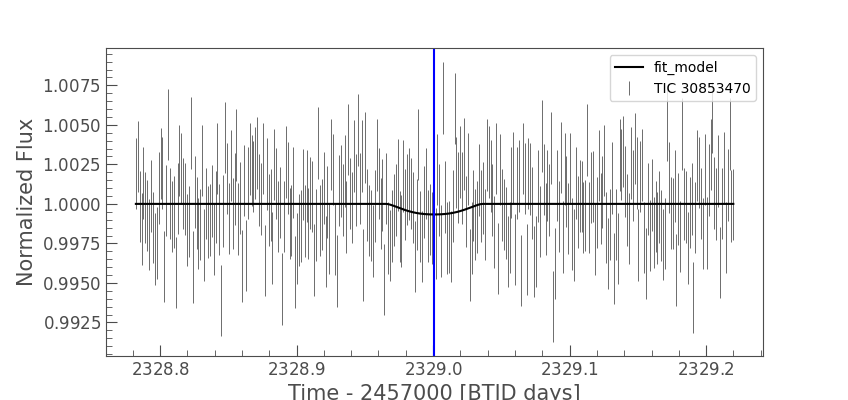 fit_model
TIC 30853470
1.0075
1.0050
1.0025
1.0000
0.9975
0.9950
0.9925
Normalized Flux
2328.8 2328.9 2329.0 2329.1 2329.2
Time - 2457000 [BTJD days]